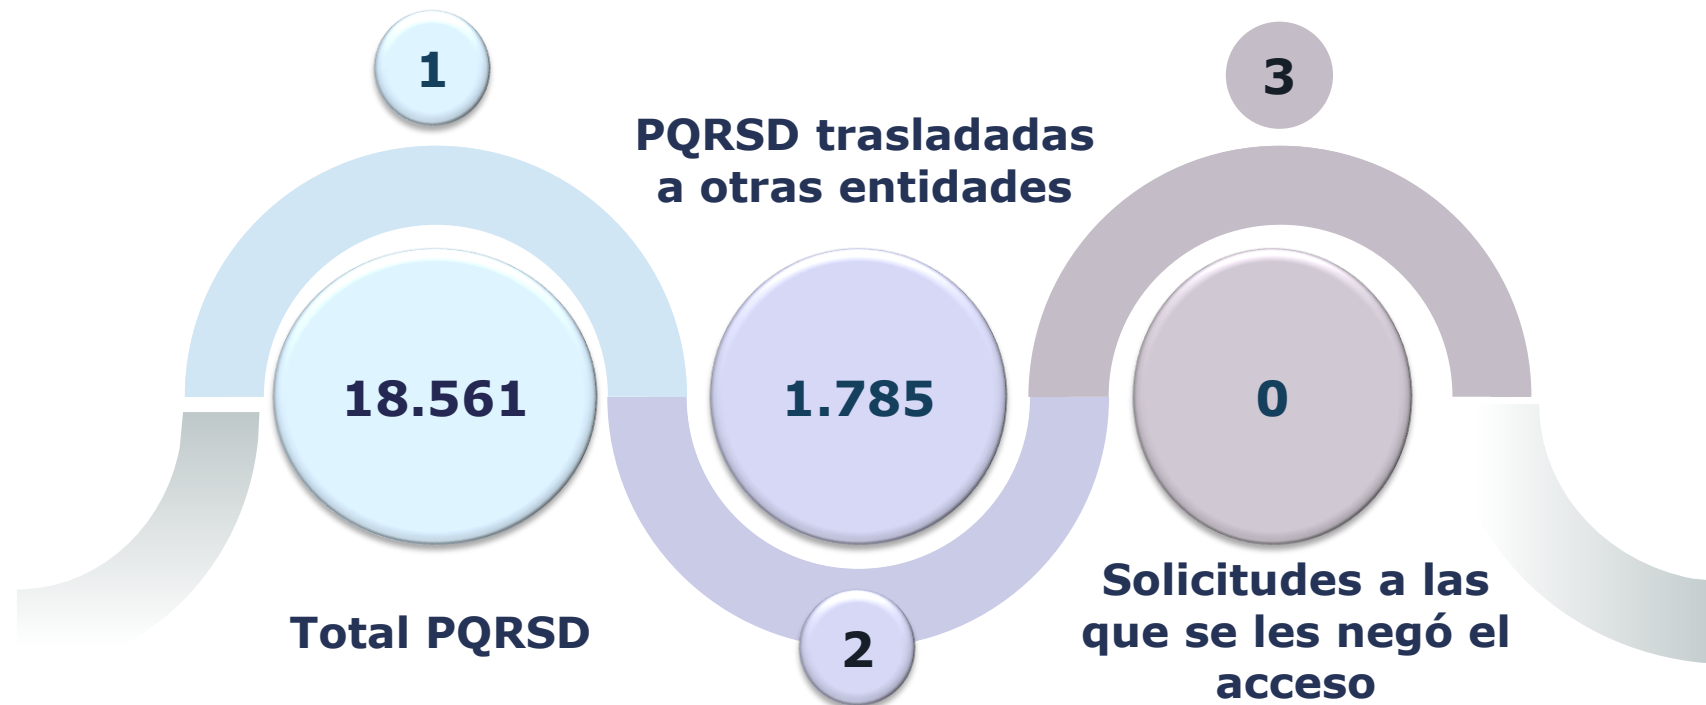 1
18.561
Total PQRSD
PQRSD trasladadas
a otras entidades
1.785
2
3
0
Solicitudes a las
que se les negó el
acceso